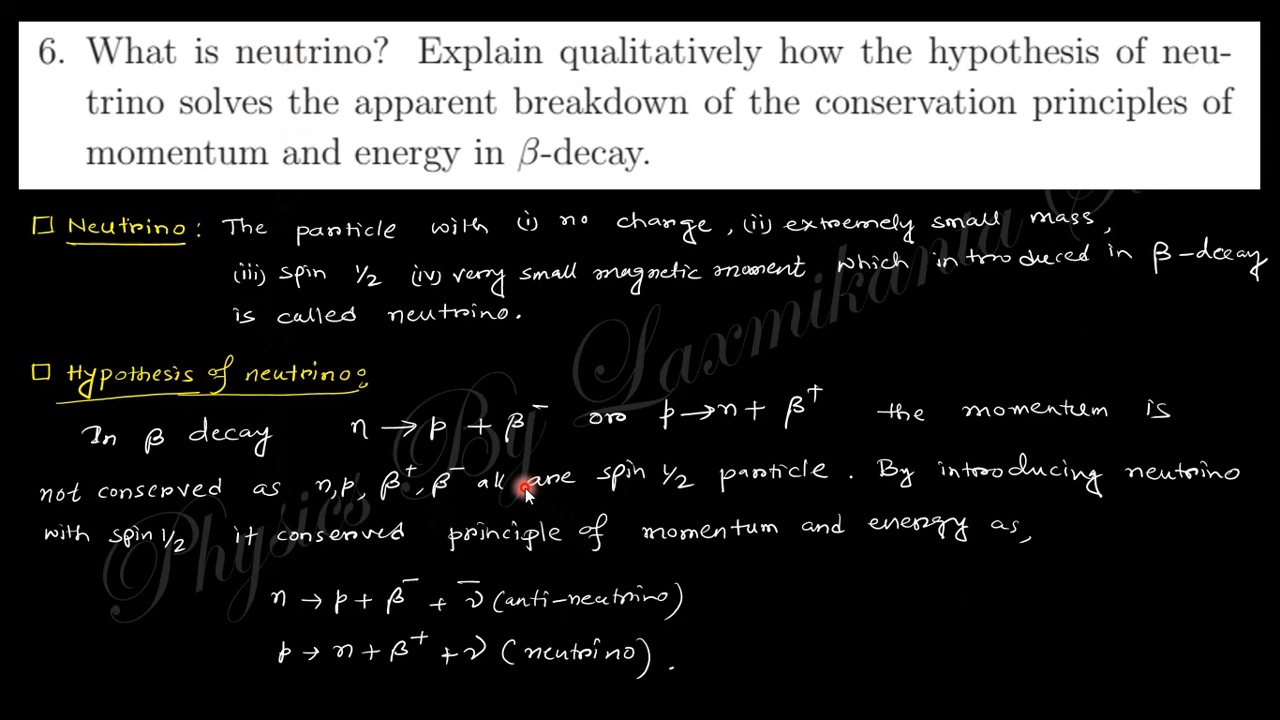 6. What is neutrino? Explain qualitatively how the hypothesis of neu-
trino solves the apparent breakdown of the conservation principles of
momentum and energy in β-decay.
□ Neutrino: The particle with (i) no change, (ii) extremely small mass,
(iii) spin 1/2 (iv) very small magnetic moment which introduced in β-decay
is called neutrino.
□ Hypothesis of neutrino:
In β decay n → p + β⁻ or p → n + β⁺ the momentum is
not conserved as n, p, β⁺, β⁻ all are spin 1/2 particle. By introducing neutrino
with spin 1/2 it conserved principle of momentum and energy as,
n → p + β⁻ + ν̄ (anti-neutrino)
p → n + β⁺ + ν (neutrino).
Physics By Laxmikanta